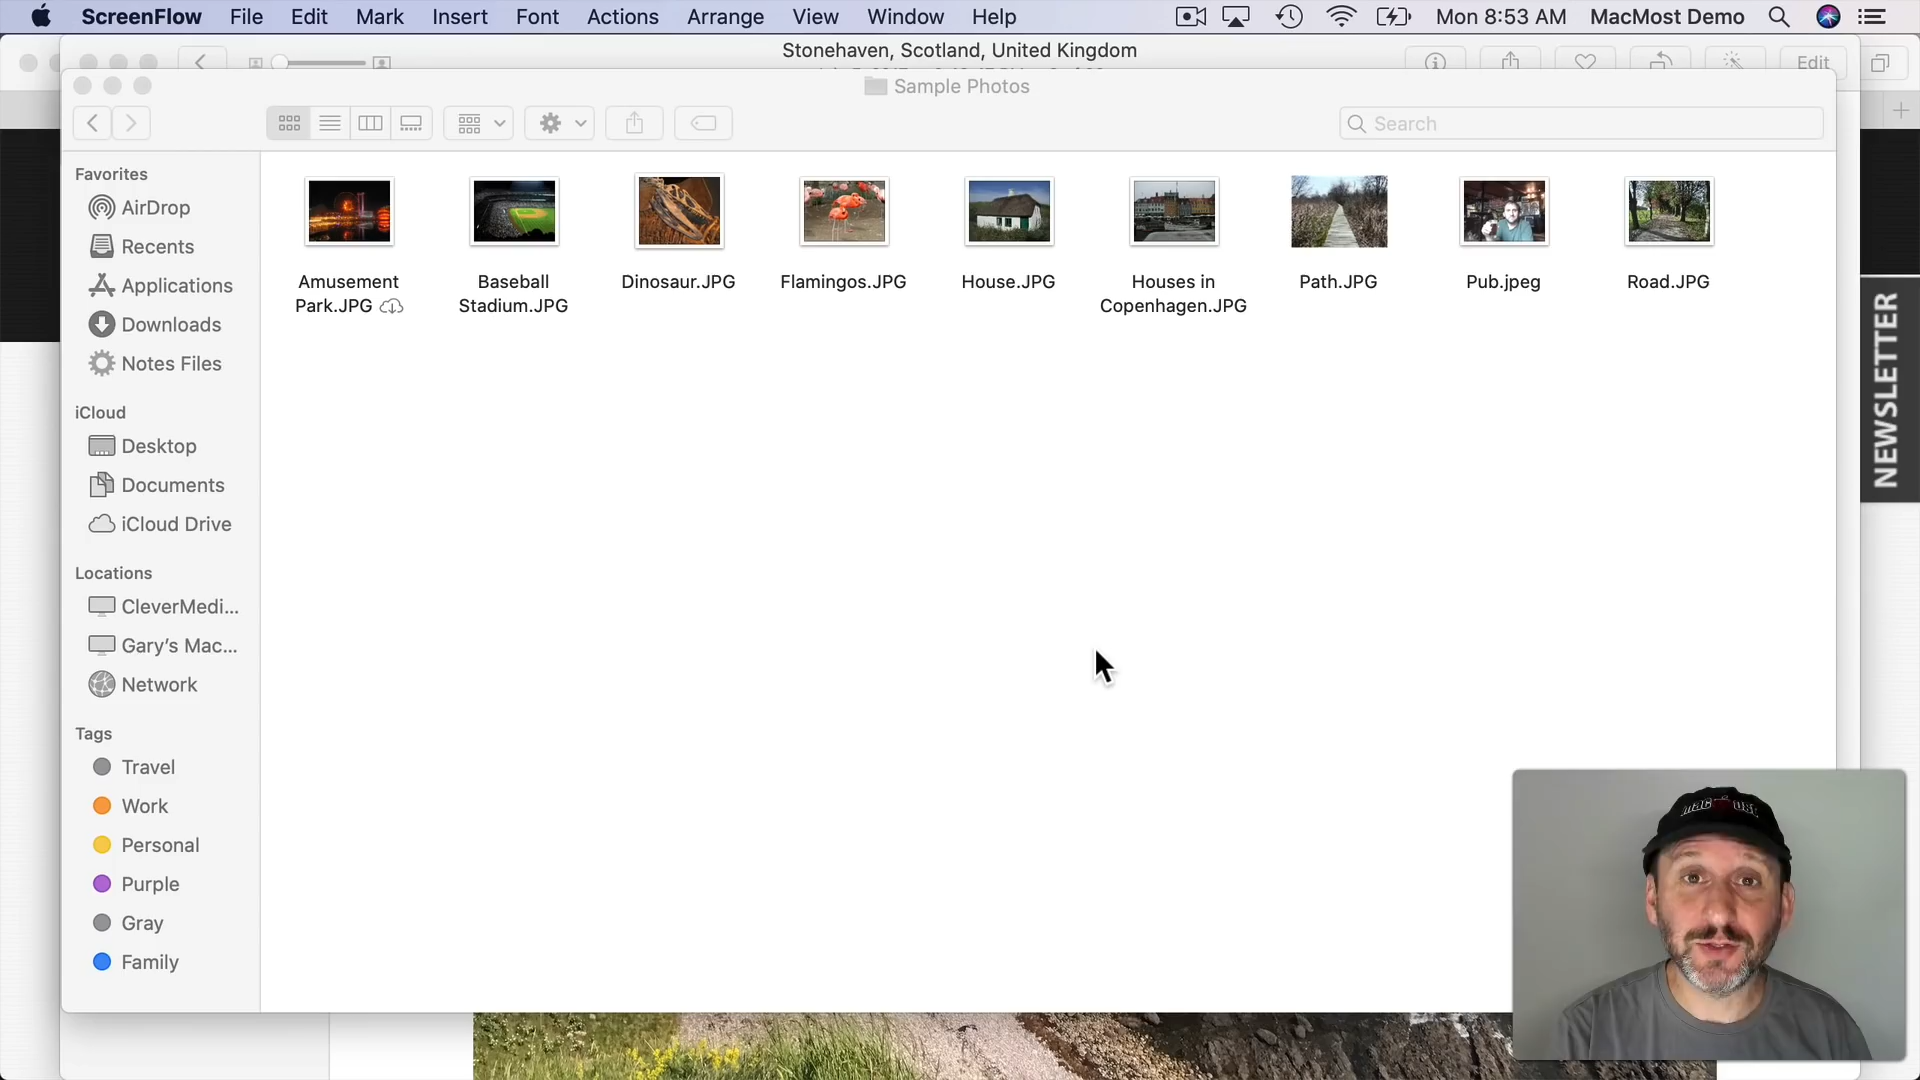 ScreenFlow File Edit Mark Insert Font Actions Arrange View Window Help Mon 8:53 AM MacMost Demo
Stonehaven, Scotland, United Kingdom
Edit
Sample Photos
Search
Favorites
AirDrop
Recents
Applications
Downloads
Notes Files
iCloud
Desktop
Documents
iCloud Drive
Locations
CleverMedi...
Gary's Mac...
Network
Tags
Travel
Work
Personal
Purple
Gray
Family
Amusement
Park.JPG
Baseball
Stadium.JPG
Dinosaur.JPG
Flamingos.JPG
House.JPG
Houses in
Copenhagen.JPG
Path.JPG
Pub.jpeg
Road.JPG
NEWSLETTER
macmost